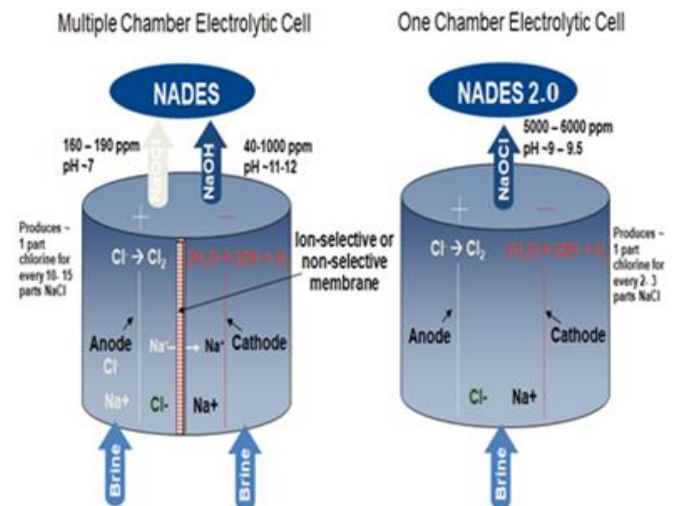 Multiple Chamber Electrolytic Cell
One Chamber Electrolytic Cell
NADES
NADES 2.0
160 – 190 ppm
pH ~7
NaOCl
NaOH
40-1000 ppm
pH ~11-12
NaOCl
5000 – 6000 ppm
pH ~9 – 9.5
Produces ~
1 part
chlorine for
every 10- 15
parts NaCl
+
−
Cl- → Cl2
Ion-selective or
non-selective
membrane
Anode
Cathode
Na+
Na+
Cl-
Na+
Cl-
Na+
Brine
Brine
+
−
Cl- → Cl2
Produces ~
1 part
chlorine for
every 2- 3
parts NaCl
Anode
Cathode
Cl-
Na+
Brine